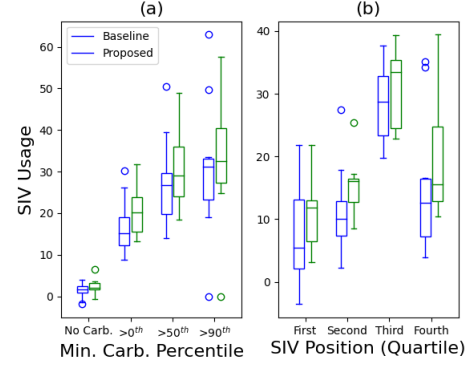 (a)
(b)
Baseline
Proposed
SIV Usage
60
50
40
30
20
10
0
No Carb.
>0th
>50th
>90th
Min. Carb. Percentile
40
30
20
10
0
First
Second
Third
Fourth
SIV Position (Quartile)